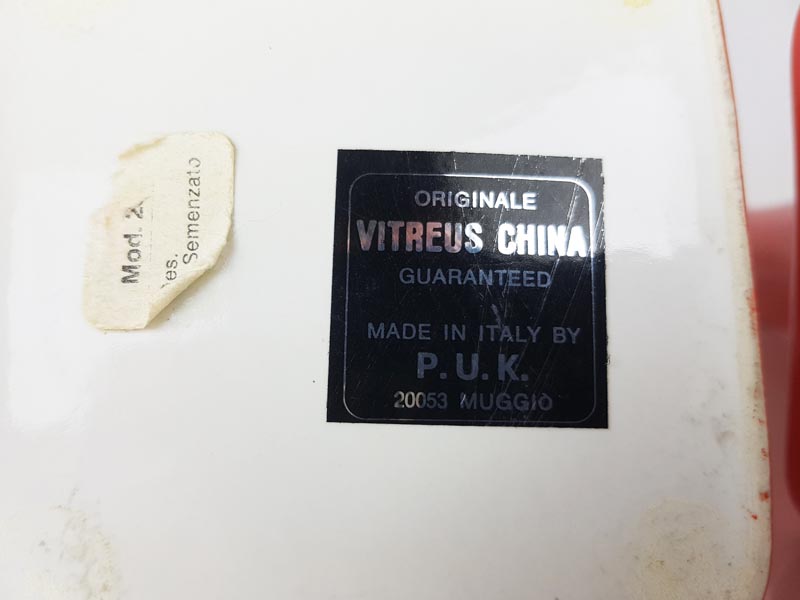 Mod. 2
es.
Semenzato
ORIGINALE
VITREUS CHINA
GUARANTEED
MADE IN ITALY BY
P. U. K.
20053 MUGGIO